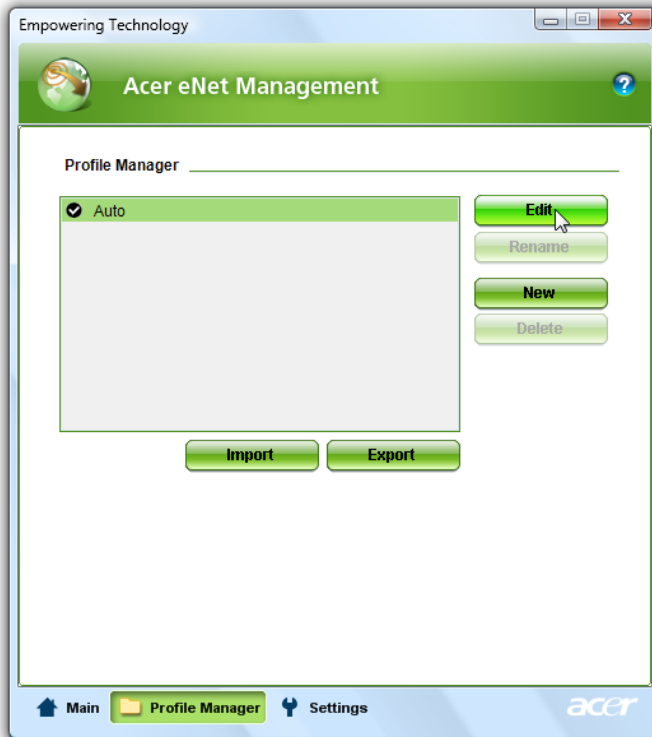 Empowering Technology
Acer eNet Management
?
Profile Manager
Auto
Edit
Rename
New
Delete
Import Export
Main Profile Manager Settings acer